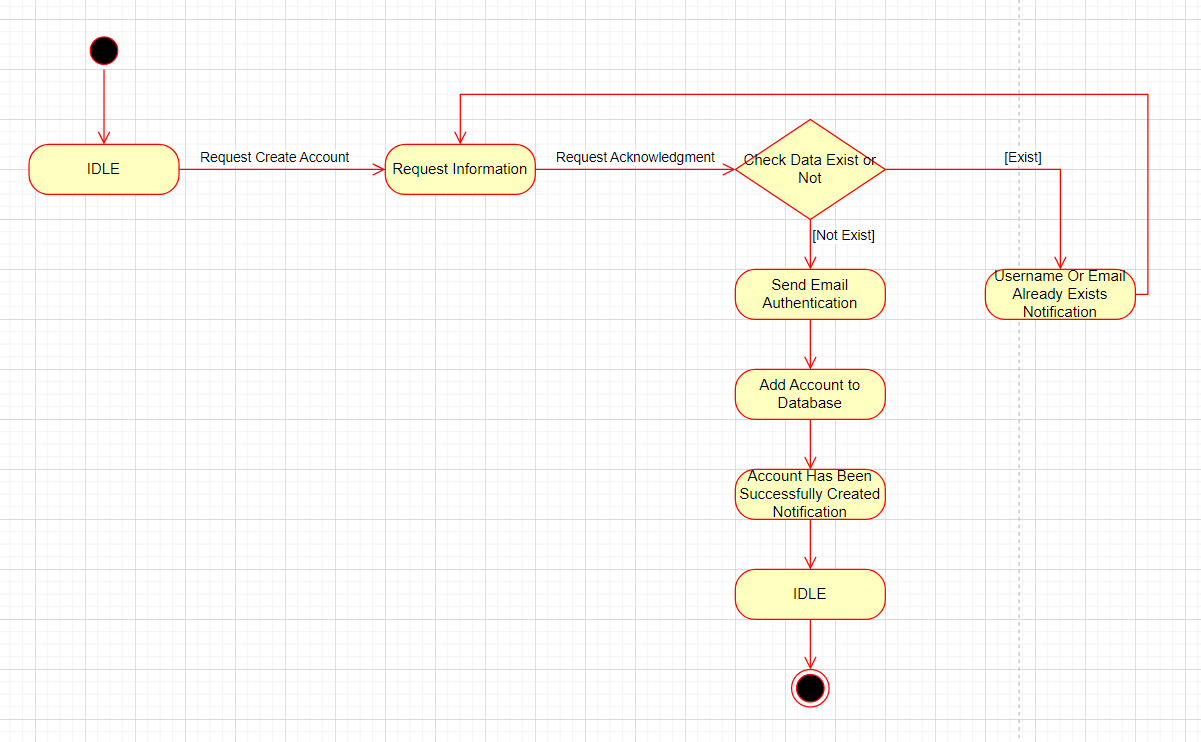 IDLE
Request Create Account
Request Information
Request Acknowledgment
Check Data Exist or
Not
[Exist]
[Not Exist]
Send Email
Authentication
Username Or Email
Already Exists
Notification
Add Account to
Database
Account Has Been
Successfully Created
Notification
IDLE